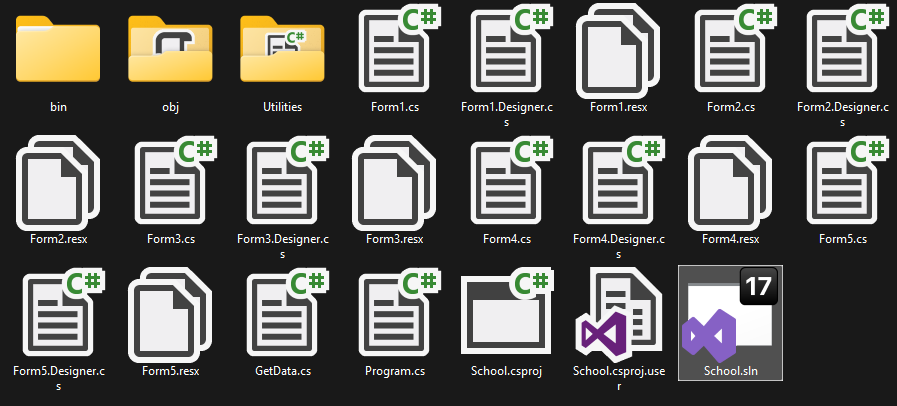 C#
C#
C#
C#
C#
bin
obj
Utilities
Form1.cs
Form1.Designer.c
s
Form1.resx
Form2.cs
Form2.Designer.c
s
C#
C#
C#
C#
C#
Form2.resx
Form3.cs
Form3.Designer.c
s
Form3.resx
Form4.cs
Form4.Designer.c
s
Form4.resx
Form5.cs
C#
C#
C#
C#
17
Form5.Designer.c
s
Form5.resx
GetData.cs
Program.cs
School.csproj
School.csproj.use
r
School.sln